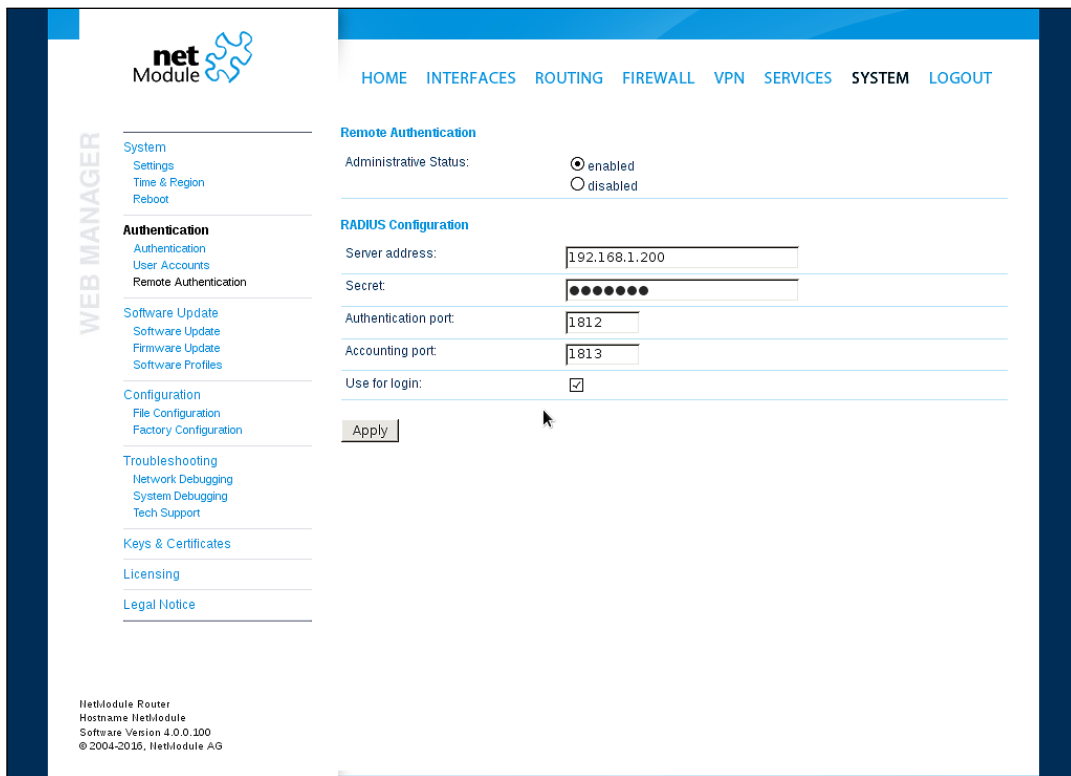 net
Module
HOME INTERFACES ROUTING FIREWALL VPN SERVICES SYSTEM LOGOUT
WEB MANAGER
System
Settings
Time & Region
Reboot
Authentication
Authentication
User Accounts
Remote Authentication
Software Update
Software Update
Firmware Update
Software Profiles
Configuration
File Configuration
Factory Configuration
Troubleshooting
Network Debugging
System Debugging
Tech Support
Keys & Certificates
Licensing
Legal Notice
Remote Authentication
Administrative Status:
enabled
disabled
RADIUS Configuration
Server address: 192.168.1.200
Secret: ●●●●●●●
Authentication port: 1812
Accounting port: 1813
Use for login:
Apply
NetModule Router
Hostname NetModule
Software Version 4.0.0.100
© 2004-2016, NetModule AG